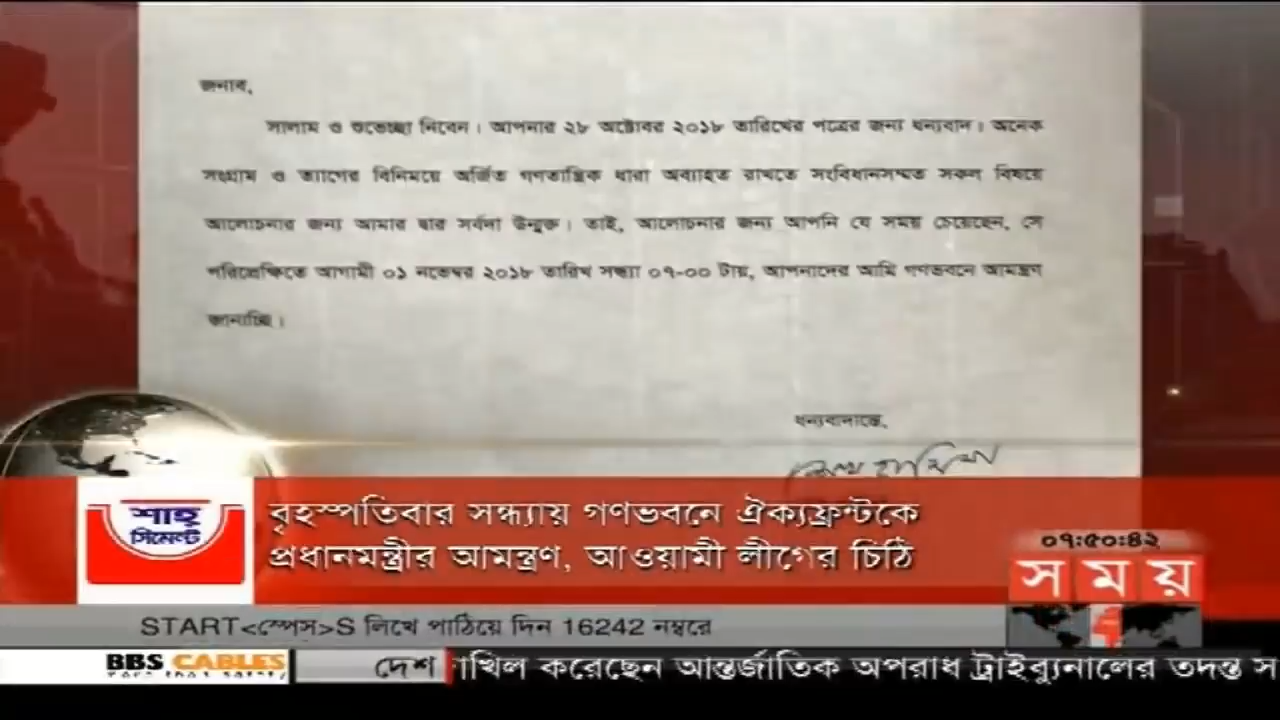 জনাব,
সালাম ও শুভেচ্ছা নিবেন। আপনার ২৮ অক্টোবর ২০১৮ তারিখের পত্রের জন্য ধন্যবাদ। অনেক
সংগ্রাম ও ত্যাগের বিনিময়ে অর্জিত গণতান্ত্রিক ধারা অব্যাহত রাখতে সংবিধানসম্মত সকল বিষয়ে
আলোচনার জন্য আমার দ্বার সর্বদা উন্মুক্ত। তাই, আলোচনার জন্য আপনি যে সময় চেয়েছেন, সে
পরিপ্রেক্ষিতে আগামী ০১ নভেম্বর ২০১৮ তারিখ সন্ধ্যা ০৭-০০ টায়, আপনাদের আমি গণভবনে আমন্ত্রণ
জানাচ্ছি।
ধন্যবাদান্তে,
শাহ্
সিমেন্ট
বৃহস্পতিবার সন্ধ্যায় গণভবনে ঐক্যফ্রন্টকে
প্রধানমন্ত্রীর আমন্ত্রণ, আওয়ামী লীগের চিঠি
০৭:৫০:৪২
সময়
START<স্পেস>S লিখে পাঠিয়ে দিন 16242 নম্বরে
BBS CABLES
দেশ
াখিল করেছেন আন্তর্জাতিক অপরাধ ট্রাইব্যুনালের তদন্ত স